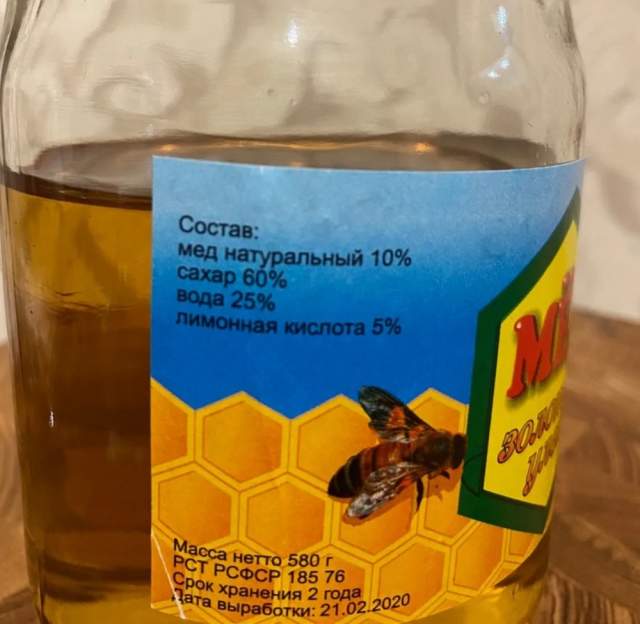 Состав:
мед натуральный 10%
сахар 60%
вода 25%
лимонная кислота 5%
Масса нетто 580 г
РСТ РСФСР 185 76
Срок хранения 2 года
Дата выработки: 21.02.2020